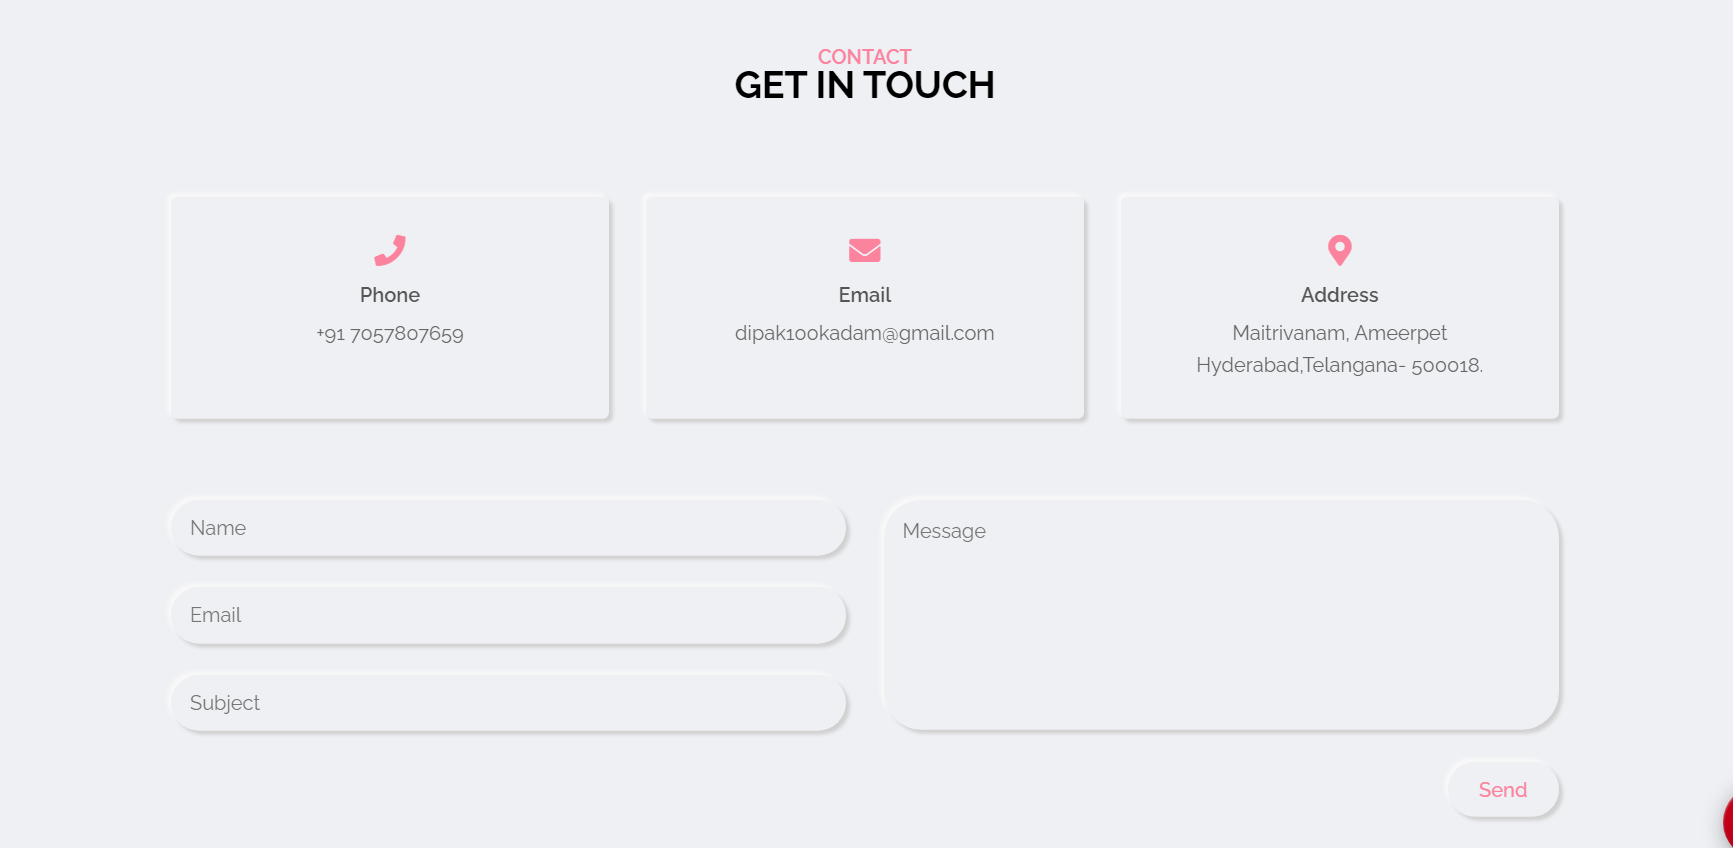 CONTACT
GET IN TOUCH
Phone
+91 7057807659
Email
dipak100kadam@gmail.com
Address
Maitrivanam, Ameerpet
Hyderabad,Telangana- 500018.
Name
Email
Subject
Message
Send